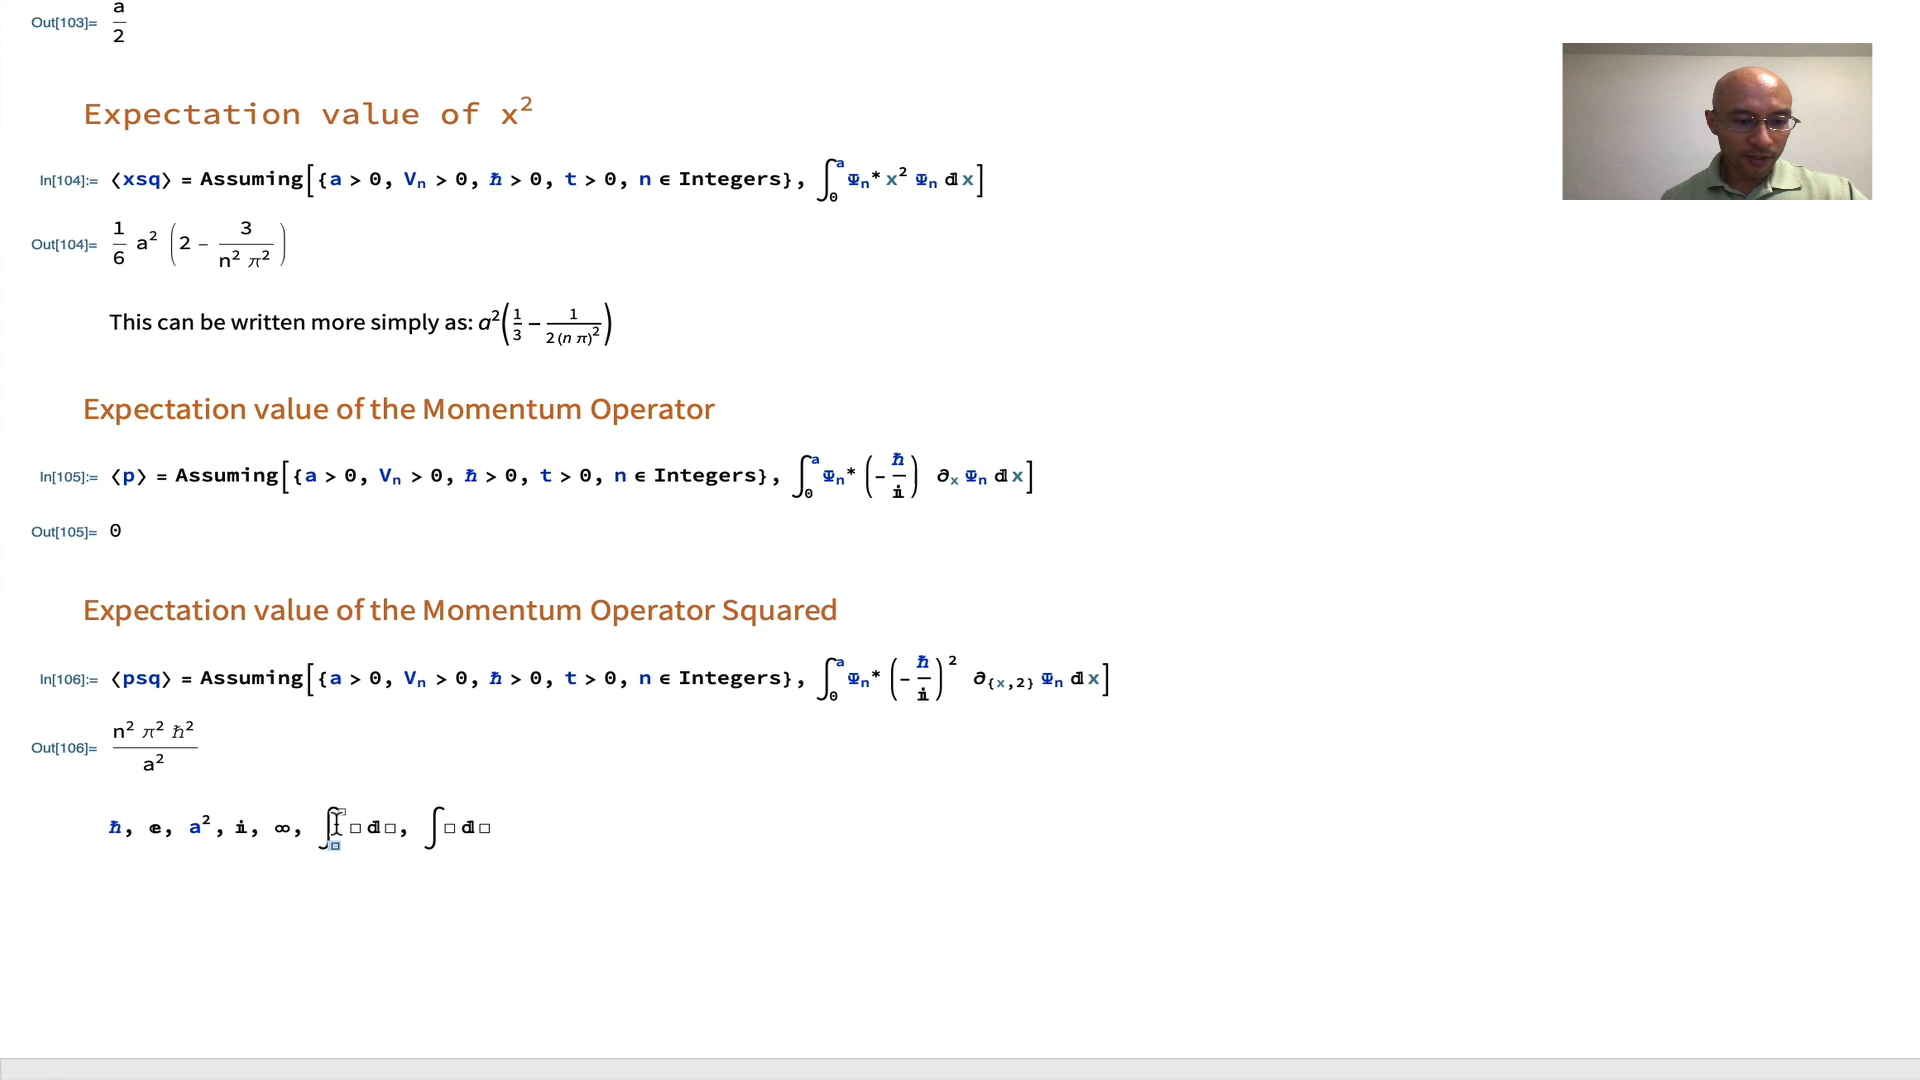 Out[103]= a/2
Expectation value of x²
In[104]:= ⟨xsq⟩ = Assuming[{a > 0, Vₙ > 0, ℏ > 0, t > 0, n ∈ Integers}, ∫₀ᵃ Ψₙ* x² Ψₙ ⅆx]
Out[104]= 1/6 a² (2 - 3/(n² π²))
This can be written more simply as: a²(1/3 − 1/(2 (n π)²))
Expectation value of the Momentum Operator
In[105]:= ⟨p⟩ = Assuming[{a > 0, Vₙ > 0, ℏ > 0, t > 0, n ∈ Integers}, ∫₀ᵃ Ψₙ* (-ℏ/ⅈ) ∂ₓ Ψₙ ⅆx]
Out[105]= 0
Expectation value of the Momentum Operator Squared
In[106]:= ⟨psq⟩ = Assuming[{a > 0, Vₙ > 0, ℏ > 0, t > 0, n ∈ Integers}, ∫₀ᵃ Ψₙ* (-ℏ/ⅈ)² ∂_{x,2} Ψₙ ⅆx]
Out[106]= n² π² ℏ² / a²
ℏ, ⅇ, a², ⅈ, ∞, ∫□ⅆ□, ∫□ⅆ□